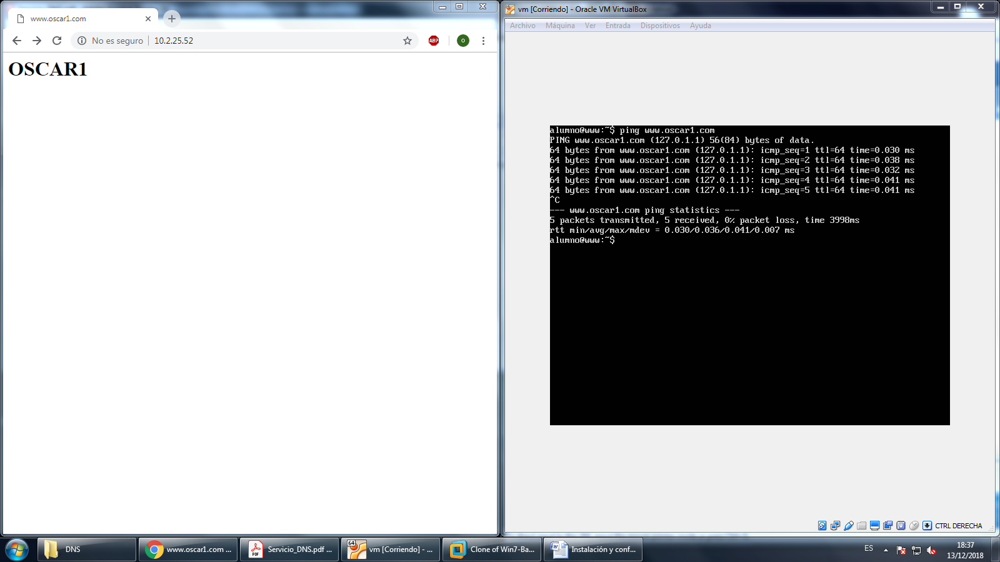 www.oscar1.com
No es seguro
10.2.25.52
ABP
O
OSCAR1
vm [Corriendo] - Oracle VM VirtualBox
Archivo Máquina Ver Entrada Dispositivos Ayuda
alumno@www:~$ ping www.oscar1.com
PING www.oscar1.com (127.0.1.1) 56(84) bytes of data.
64 bytes from www.oscar1.com (127.0.1.1): icmp_seq=1 ttl=64 time=0.030 ms
64 bytes from www.oscar1.com (127.0.1.1): icmp_seq=2 ttl=64 time=0.038 ms
64 bytes from www.oscar1.com (127.0.1.1): icmp_seq=3 ttl=64 time=0.032 ms
64 bytes from www.oscar1.com (127.0.1.1): icmp_seq=4 ttl=64 time=0.041 ms
64 bytes from www.oscar1.com (127.0.1.1): icmp_seq=5 ttl=64 time=0.041 ms
^C
--- www.oscar1.com ping statistics ---
5 packets transmitted, 5 received, 0% packet loss, time 3998ms
rtt min/avg/max/mdev = 0.030/0.036/0.041/0.007 ms
alumno@www:~$
CTRL DERECHA
DNS
www.oscar1.com ...
PDF
Servicio_DNS.pdf ...
64
vm [Corriendo] - ...
Clone of Win7-Ba...
Instalación y conf...
ES
18:37
13/12/2018